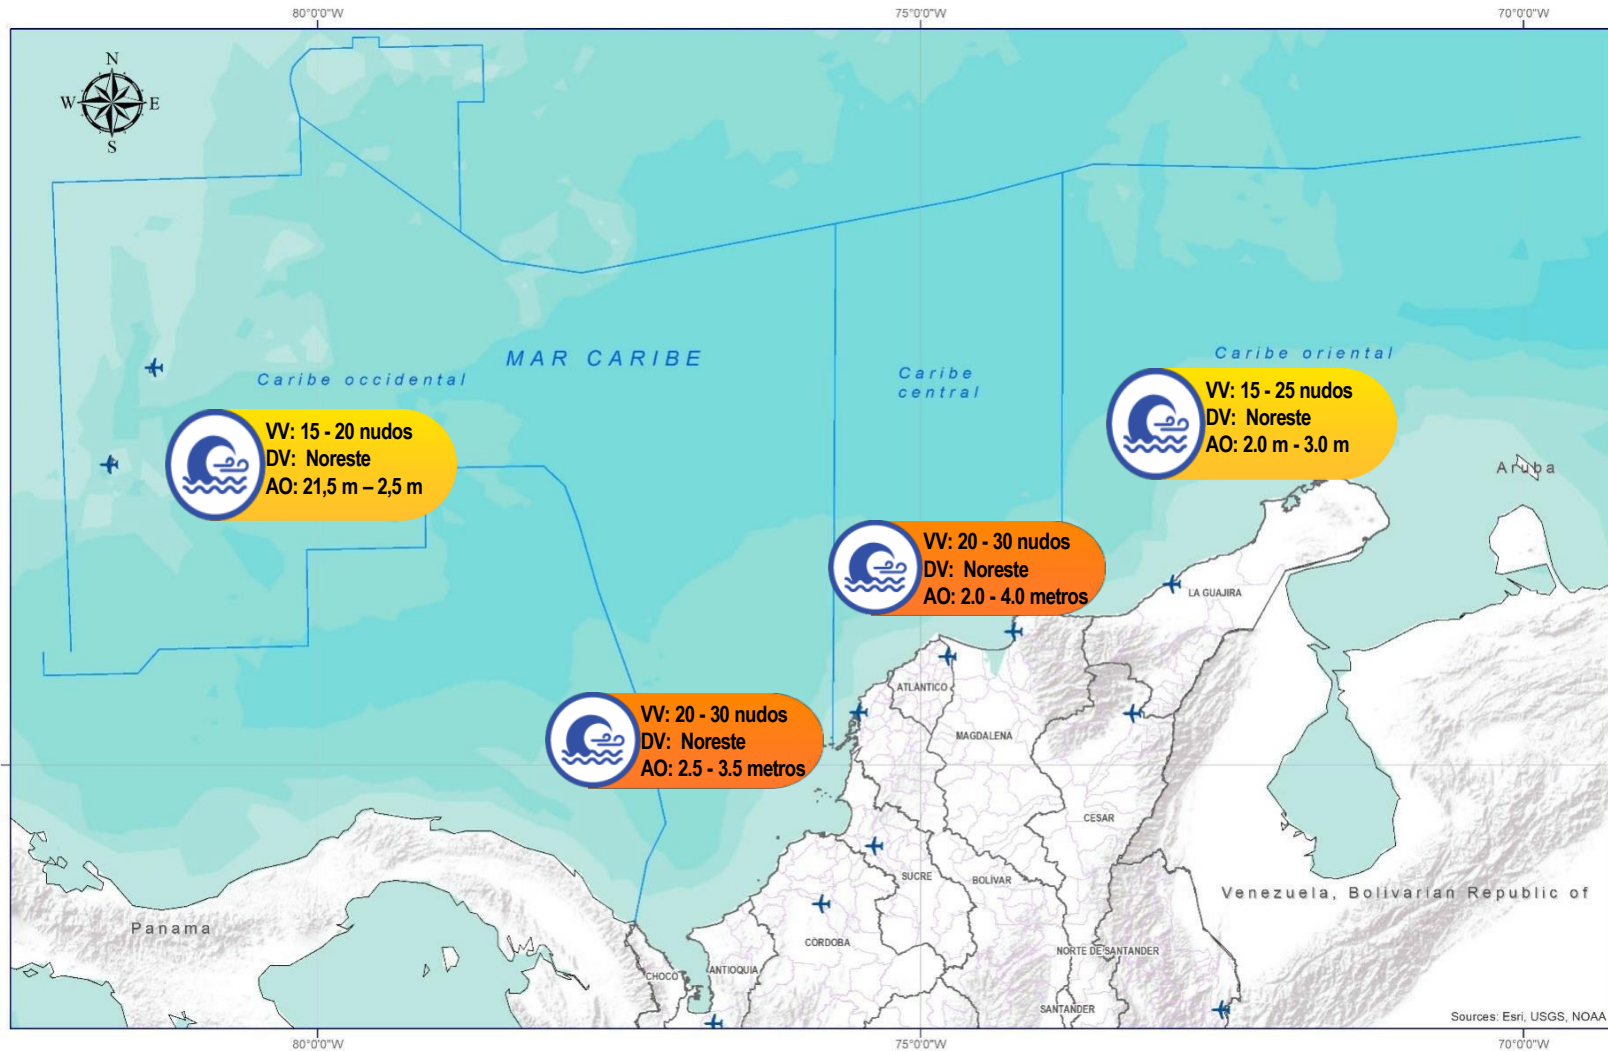 80°0'0"W
75°0'0"W
70°0'0"W
N
W
E
S
MAR CARIBE
Caribe occidental
Caribe
central
Caribe oriental
VV: 15 - 20 nudos
DV: Noreste
AO: 21,5 m – 2,5 m
VV: 15 - 25 nudos
DV: Noreste
AO: 2.0 m - 3.0 m
Aruba
VV: 20 - 30 nudos
DV: Noreste
AO: 2.0 - 4.0 metros
LA GUAJIRA
VV: 20 - 30 nudos
DV: Noreste
AO: 2.5 - 3.5 metros
ATLÁNTICO
MAGDALENA
CESAR
SUCRE
BOLÍVAR
Venezuela, Bolivarian Republic of
Panama
CÓRDOBA
NORTE DE SANTANDER
CHOCÓ
ANTIOQUIA
SANTANDER
Sources: Esri, USGS, NOAA
80°0'0"W
75°0'0"W
70°0'0"W